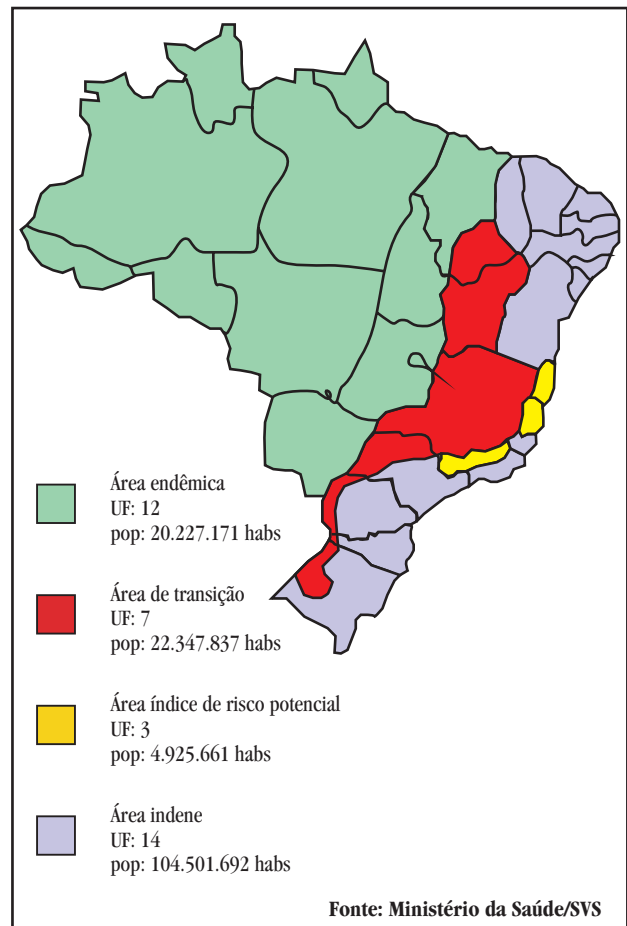 Área endêmica
UF: 12
pop: 20.227.171 habs
Área de transição
UF: 7
pop: 22.347.837 habs
Área índice de risco potencial
UF: 3
pop: 4.925.661 habs
Área indene
UF: 14
pop: 104.501.692 habs
Fonte: Ministério da Saúde/SVS